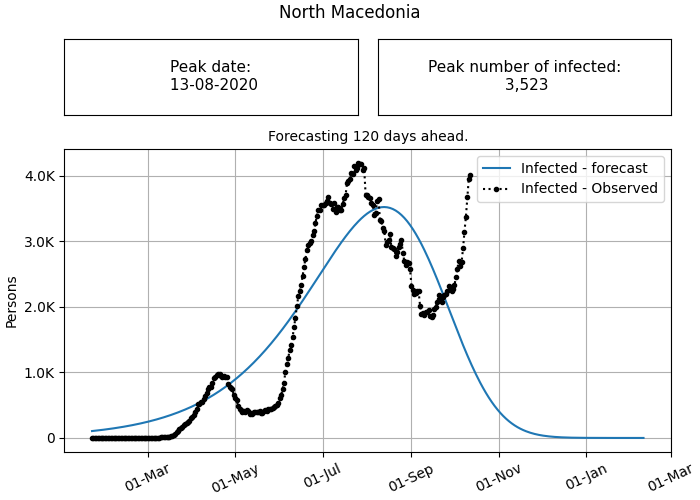 North Macedonia
Peak date:
13-08-2020
Peak number of infected:
3,523
Forecasting 120 days ahead.
Infected - forecast
Infected - Observed
4.0K
3.0K
2.0K
1.0K
0
Persons
01-Mar
01-May
01-Jul
01-Sep
01-Nov
01-Jan
01-Mar